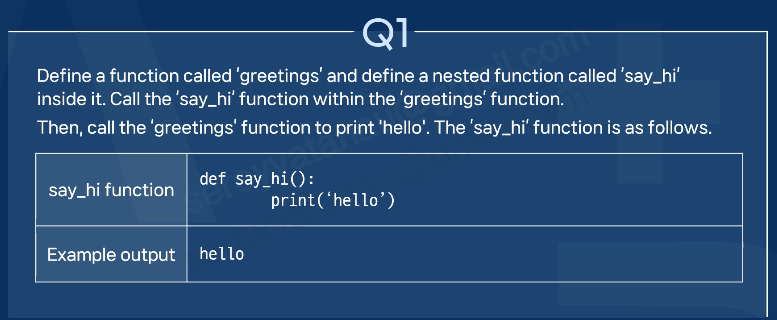 Q1
Define a function called 'greetings' and define a nested function called 'say_hi'
inside it. Call the 'say_hi' function within the 'greetings' function.
Then, call the 'greetings' function to print 'hello'. The 'say_hi' function is as follows.
say_hi function
def say_hi():
print(‘hello’)
Example output
hello